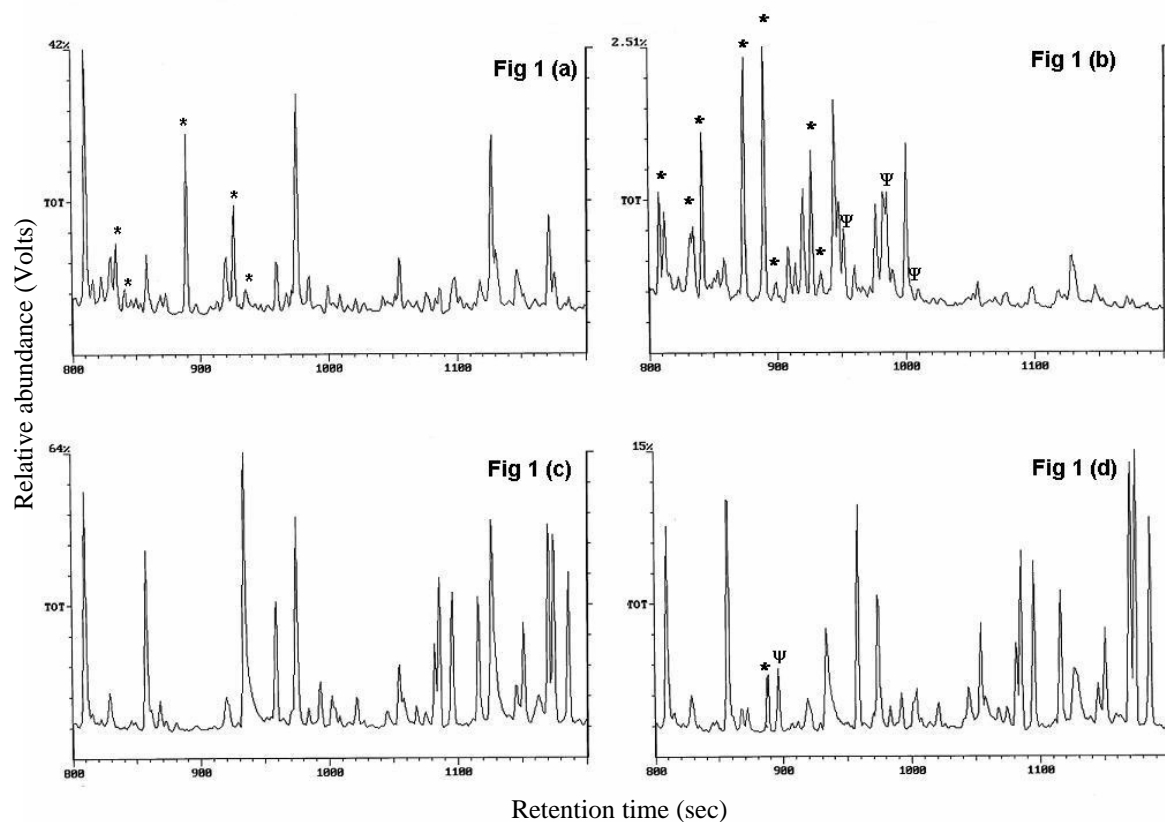 42%
Fig 1 (a)
*
*
*
*
*
TOT
800
900
1000
1100
2.51%
Fig 1 (b)
*
*
*
*
*
*
*
*
Ψ
Ψ
Ψ
TOT
800
900
1000
1100
Relative abundance (Volts)
64%
Fig 1 (c)
TOT
800
900
1000
1100
15%
Fig 1 (d)
TOT
*
Ψ
800
900
1000
1100
Retention time (sec)